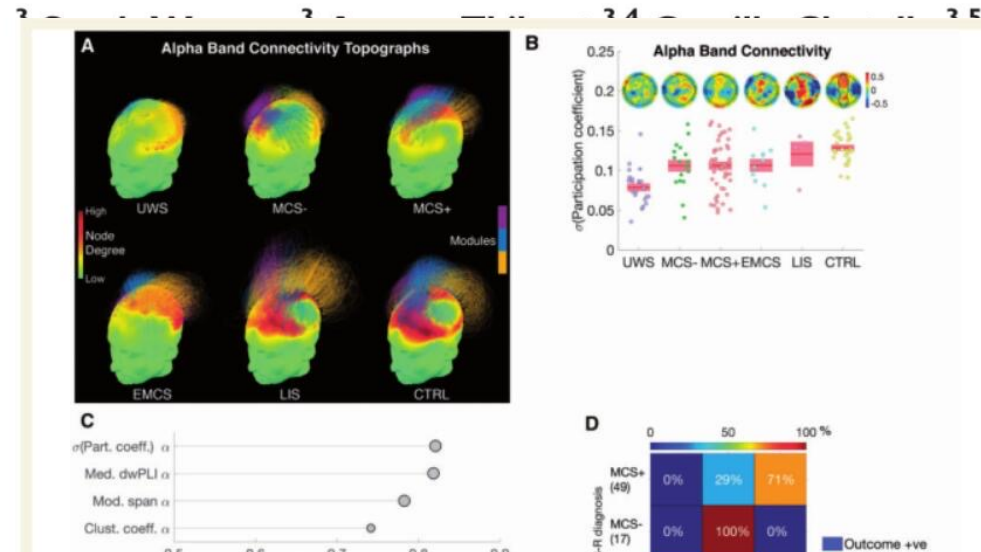 A
Alpha Band Connectivity Topographs
UWS
MCS-
MCS+
High
Node
Degree
Low
Modules
EMCS
LIS
CTRL
B
Alpha Band Connectivity
0.25
0.2
0.15
0.1
0.05
0
σ(Participation coefficient)
0.5
0
-0.5
UWS MCS- MCS+ EMCS LIS CTRL
C
σ(Part. coeff.) α
Med. dwPLI α
Mod. span α
Clust. coeff. α
D
0 50 100 %
MCS+
(49)
0% 29% 71%
MCS-
(17)
0% 100% 0%
-R diagnosis
Outcome +ve